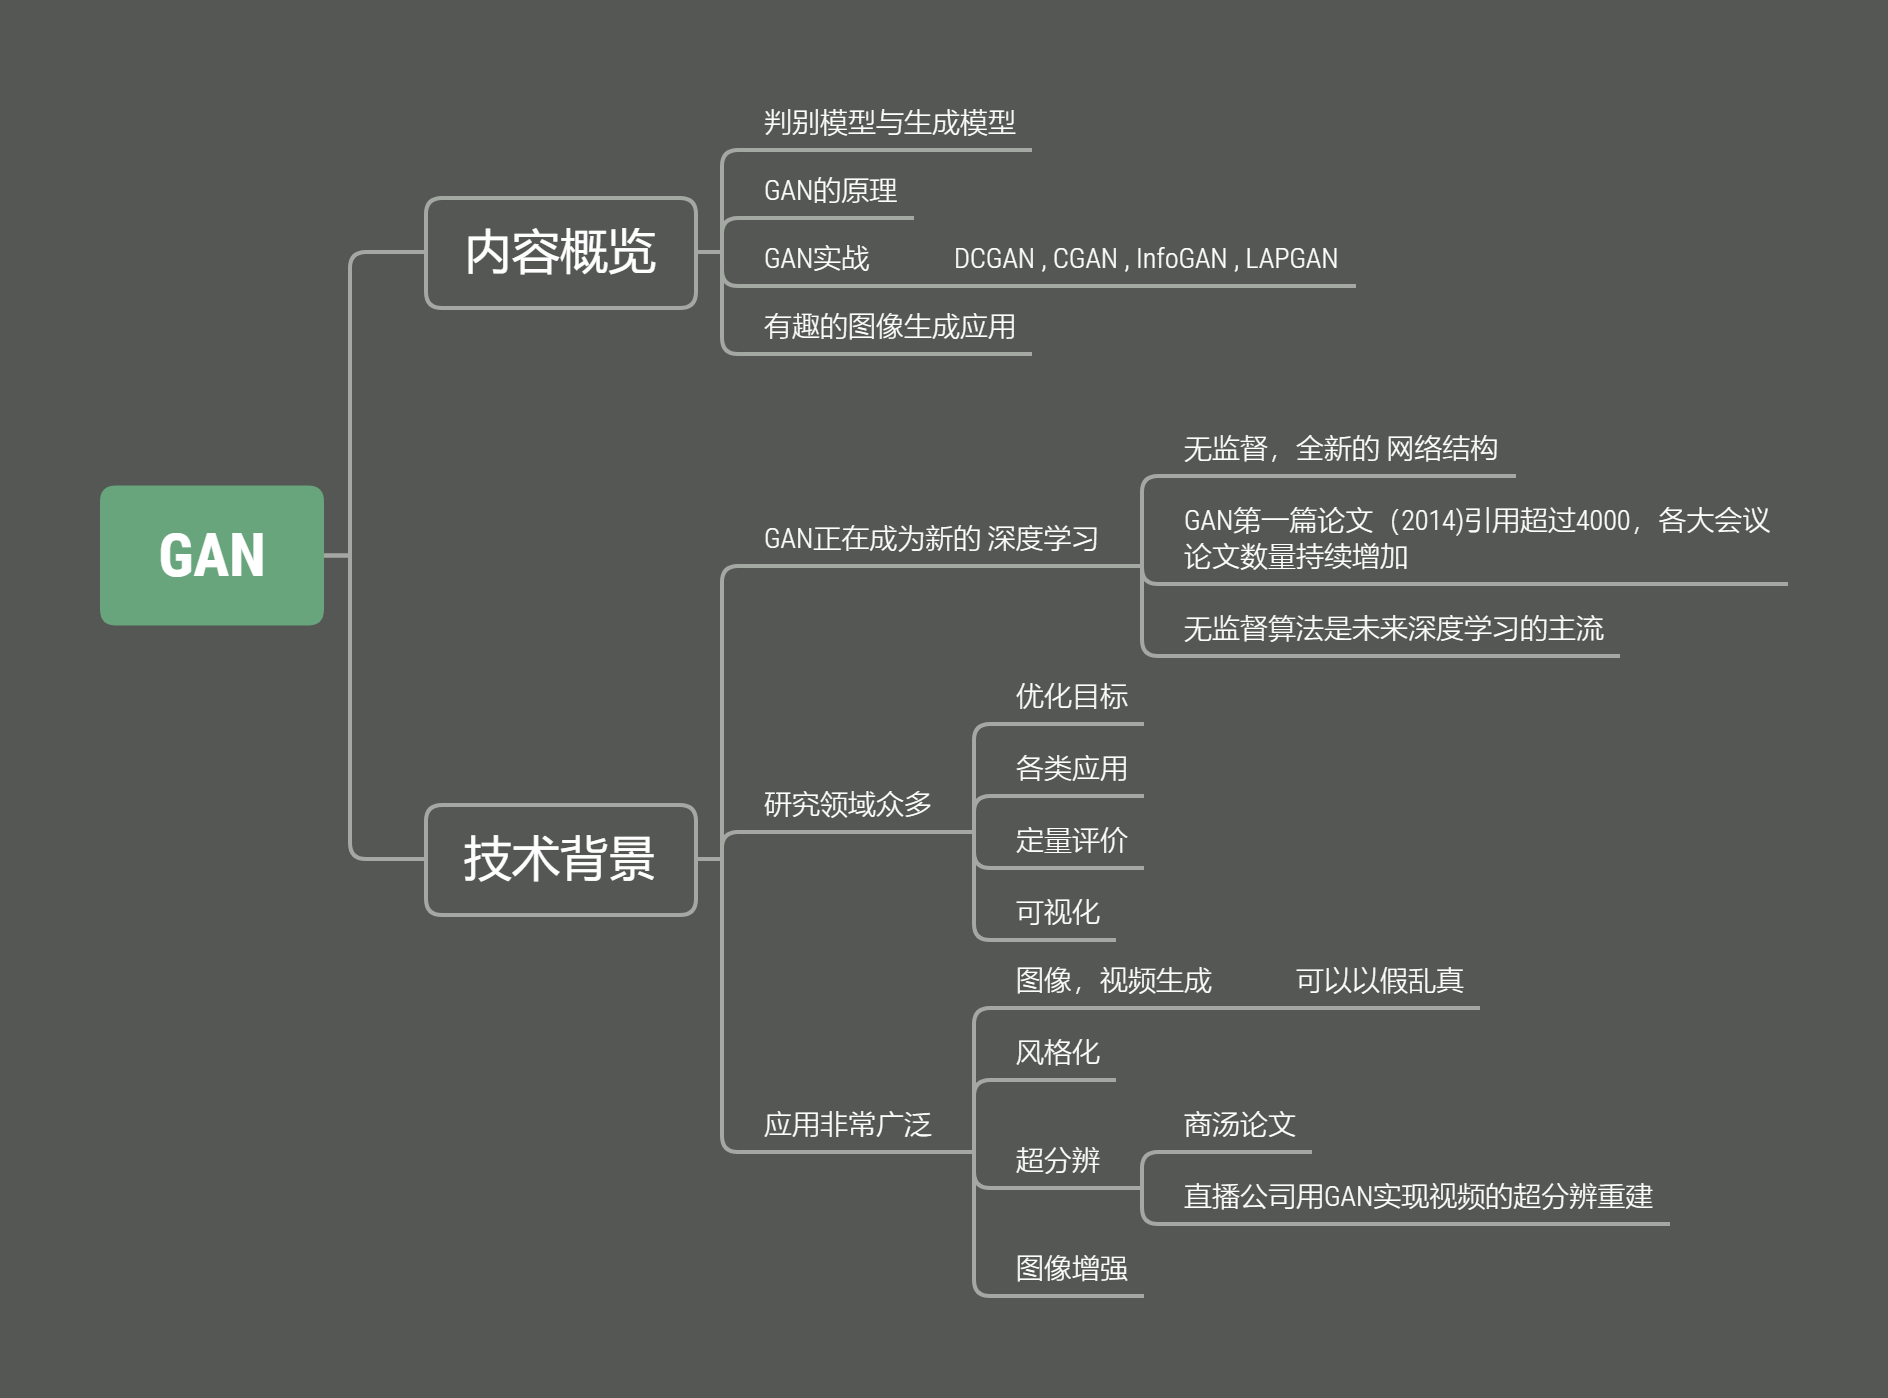 GAN
内容概览
判别模型与生成模型
GAN的原理
GAN实战
DCGAN , CGAN , InfoGAN , LAPGAN
有趣的图像生成应用
技术背景
GAN正在成为新的 深度学习
无监督，全新的 网络结构
GAN第一篇论文（2014)引用超过4000，各大会议
论文数量持续增加
无监督算法是未来深度学习的主流
研究领域众多
优化目标
各类应用
定量评价
可视化
应用非常广泛
图像，视频生成
可以以假乱真
风格化
超分辨
商汤论文
直播公司用GAN实现视频的超分辨重建
图像增强